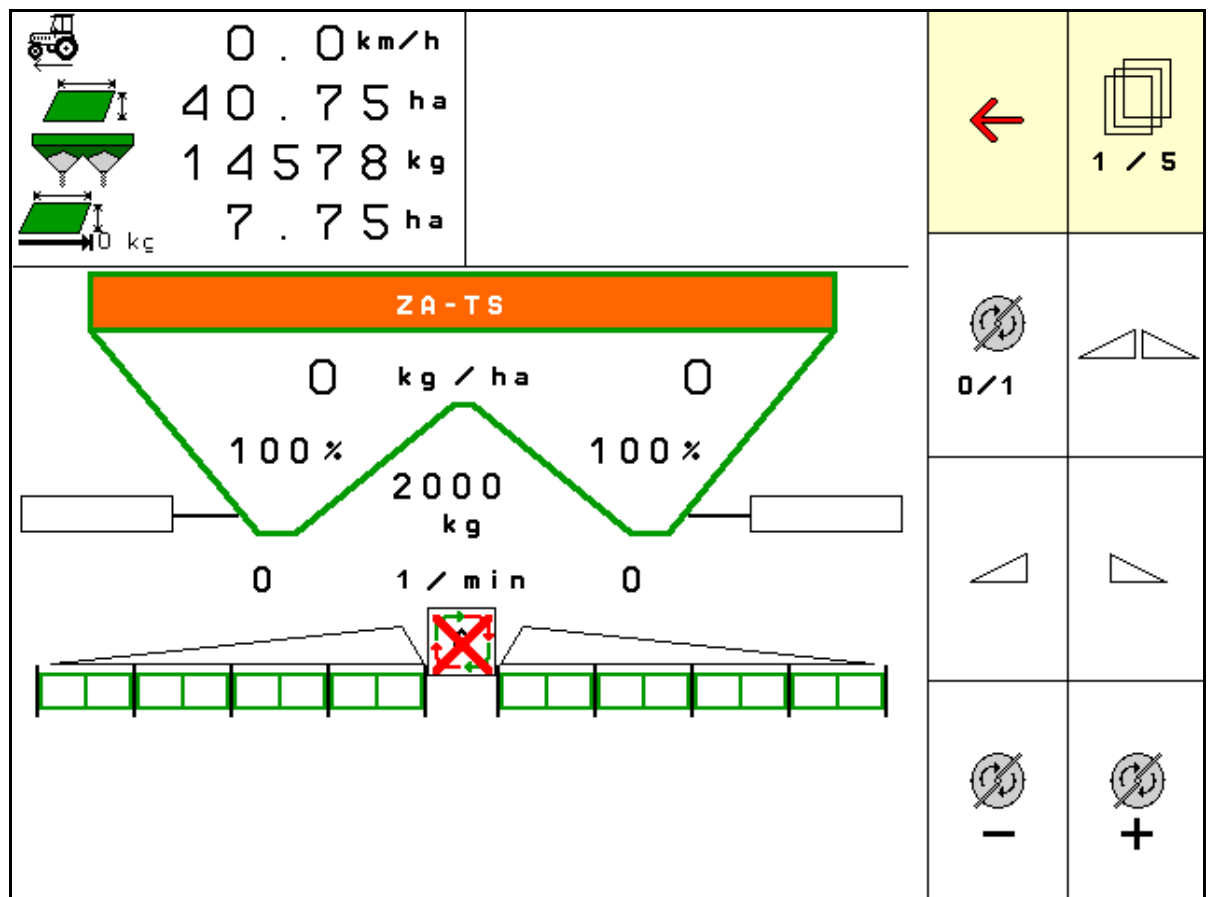 0.0 km/h
40.75 ha
14578 kg
7.75 ha
0 kg
1 / 5
ZA-TS
0 kg/ha 0
100% 100%
2000
kg
0 1/min 0
0/1
- +